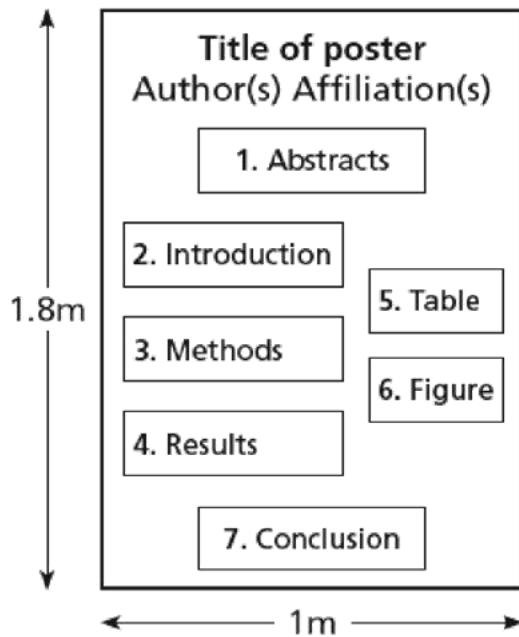 Title of poster
Author(s) Affiliation(s)
1. Abstracts
2. Introduction
3. Methods
4. Results
5. Table
6. Figure
7. Conclusion
1.8m
1m